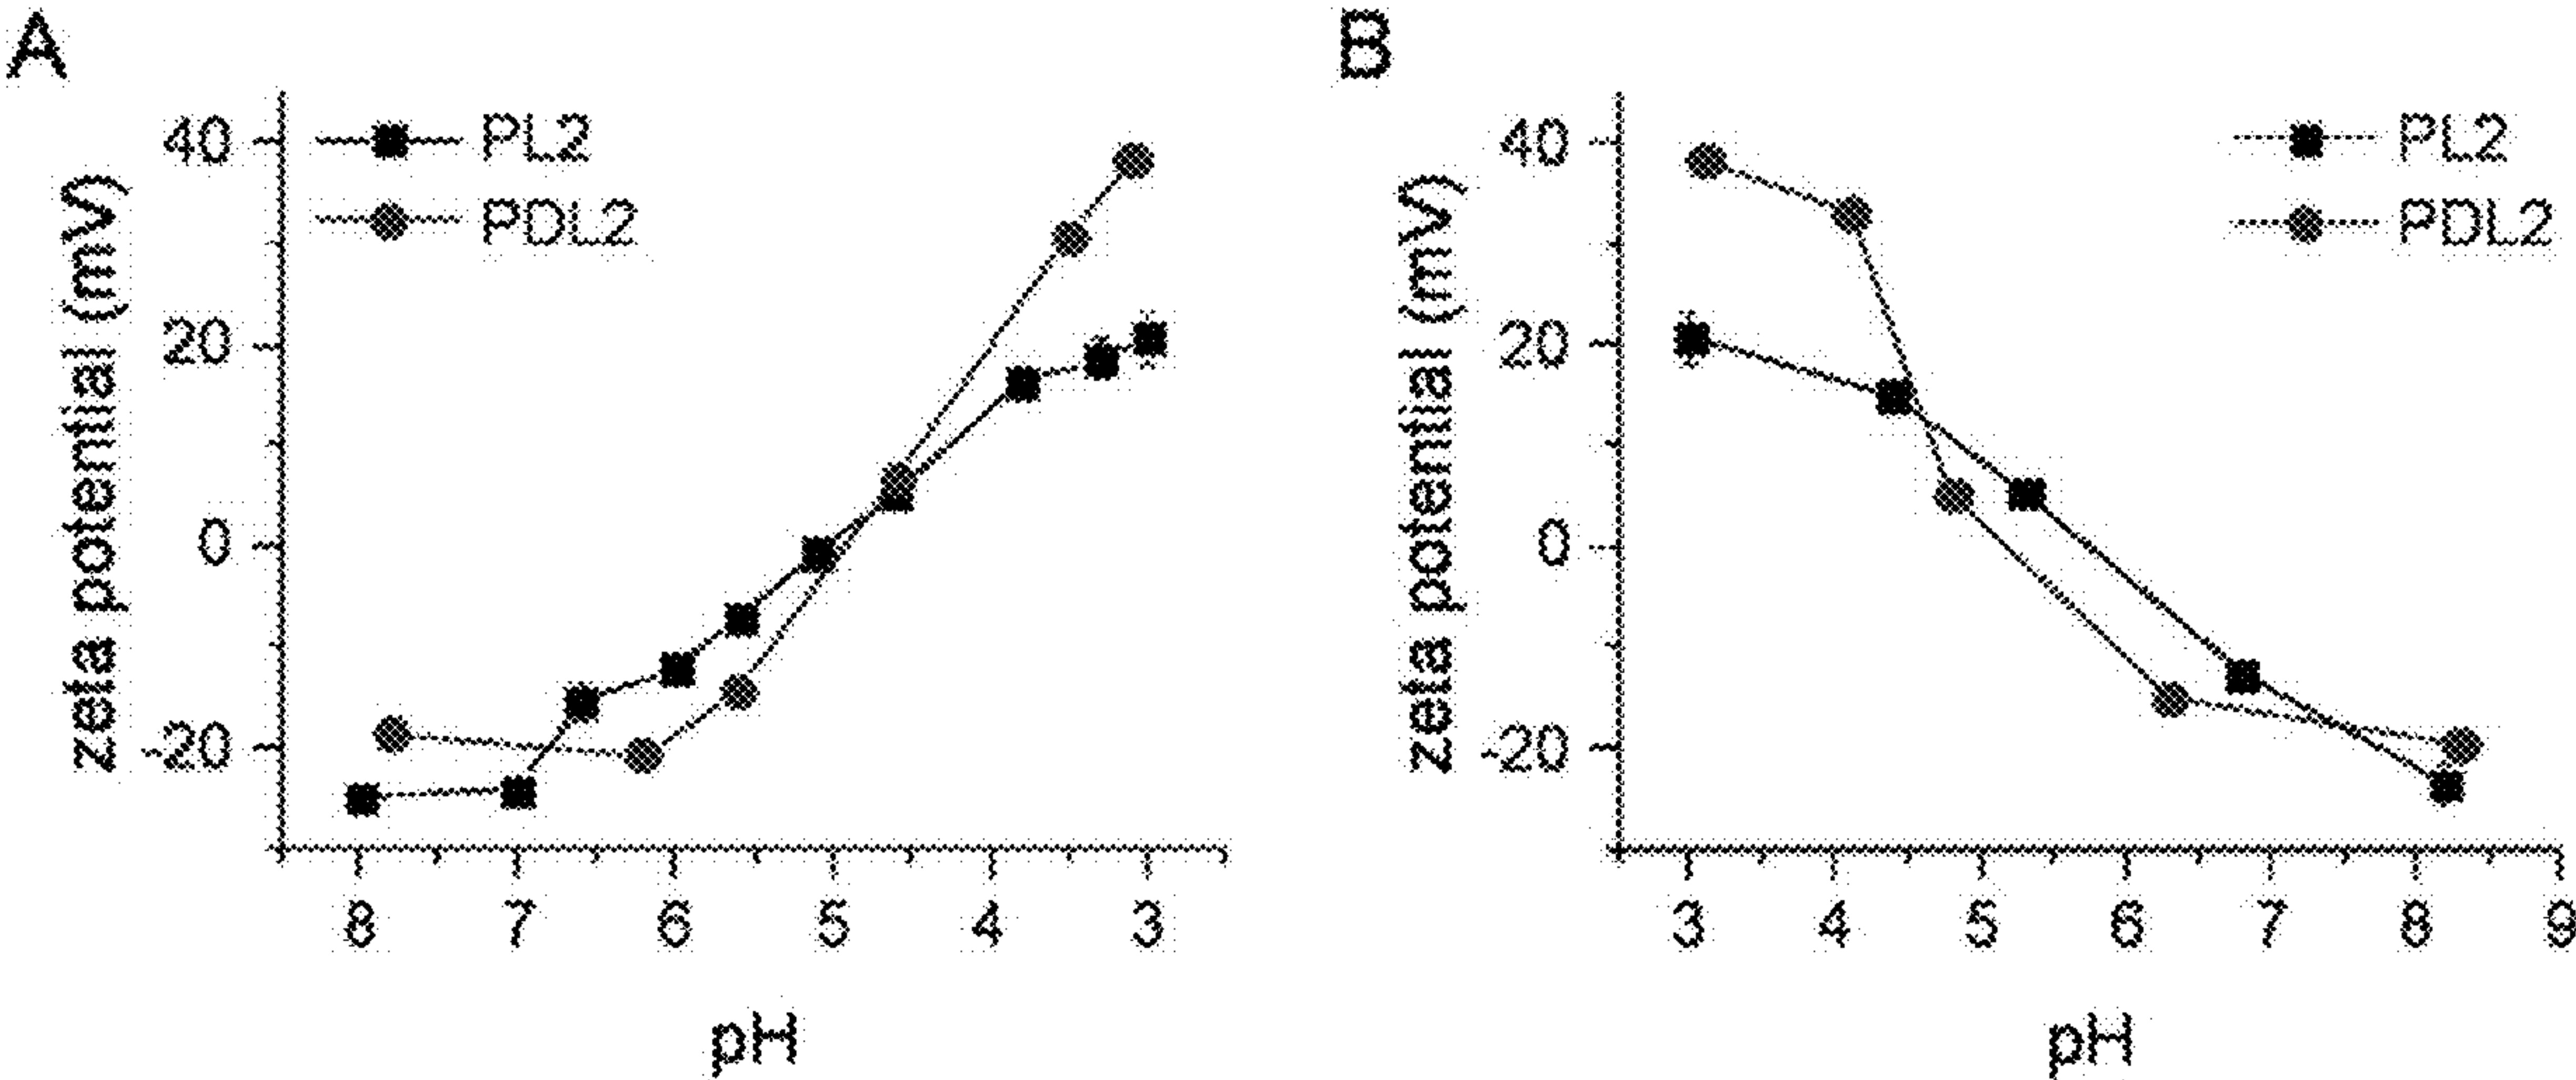 A
zeta potential (mV)
40
20
0
-20
PL2
PDL2
8 7 6 5 4 3
pH
B
zeta potential (mV)
40
20
0
-20
PL2
PDL2
3 4 5 6 7 8 9
pH